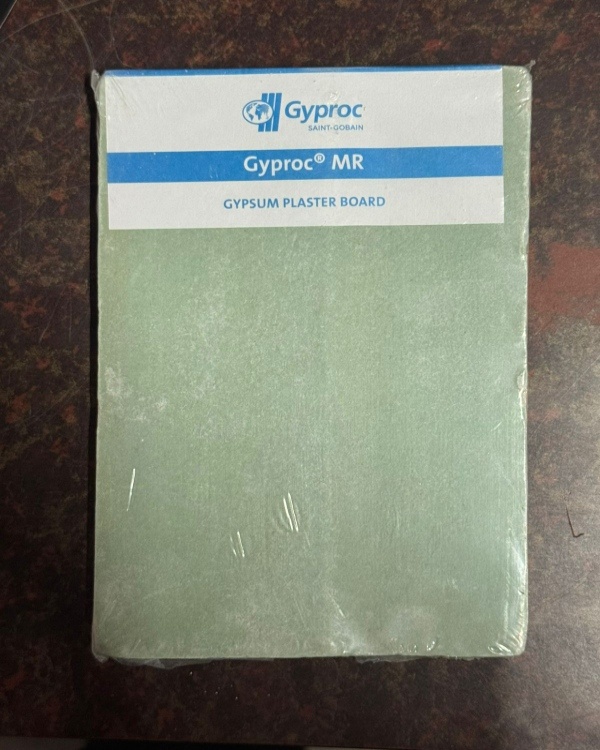 Gyproc
SAINT-GOBAIN
Gyproc® MR
GYPSUM PLASTER BOARD